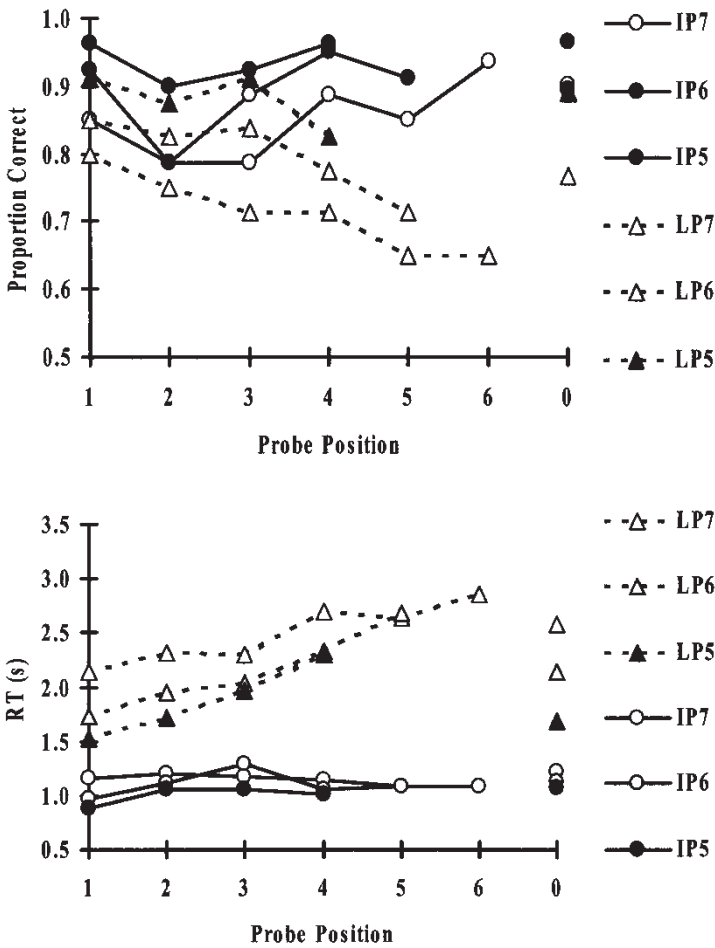 1.0
0.9
0.8
0.7
0.6
0.5
Proportion Correct
1 2 3 4 5 6 0
Probe Position
IP7
IP6
IP5
LP7
LP6
LP5
3.5
3.0
2.5
2.0
1.5
1.0
0.5
RT (s)
1 2 3 4 5 6 0
Probe Position
LP7
LP6
LP5
IP7
IP6
IP5